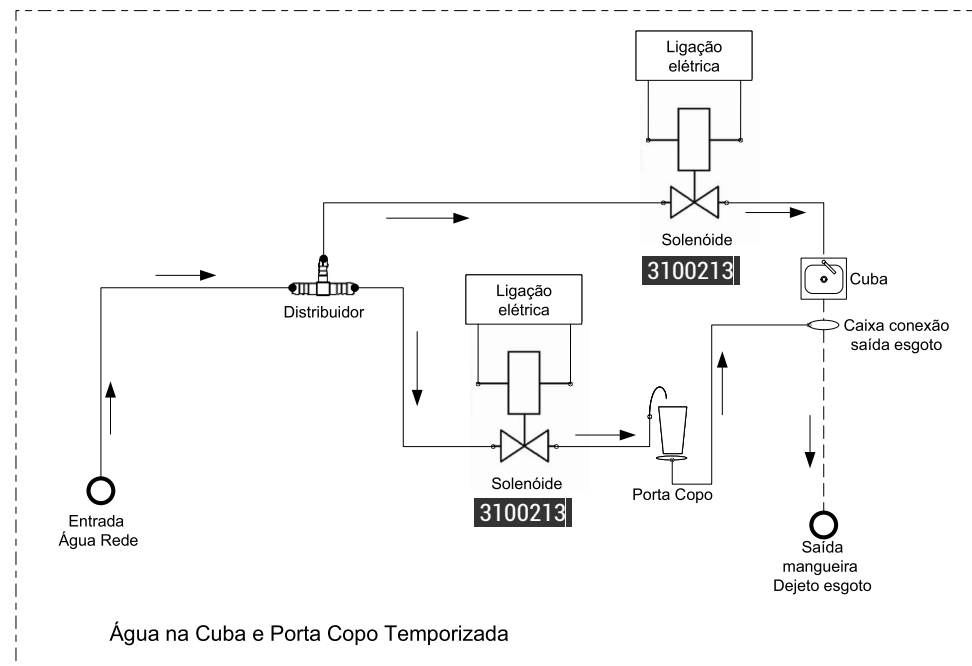 Ligação
elétrica
Solenóide
3100213
Cuba
Distribuidor
Ligação
elétrica
Caixa conexão
saída esgoto
Solenóide
3100213
Porta Copo
Entrada
Água Rede
Saída
mangueira
Dejeto esgoto
Água na Cuba e Porta Copo Temporizada